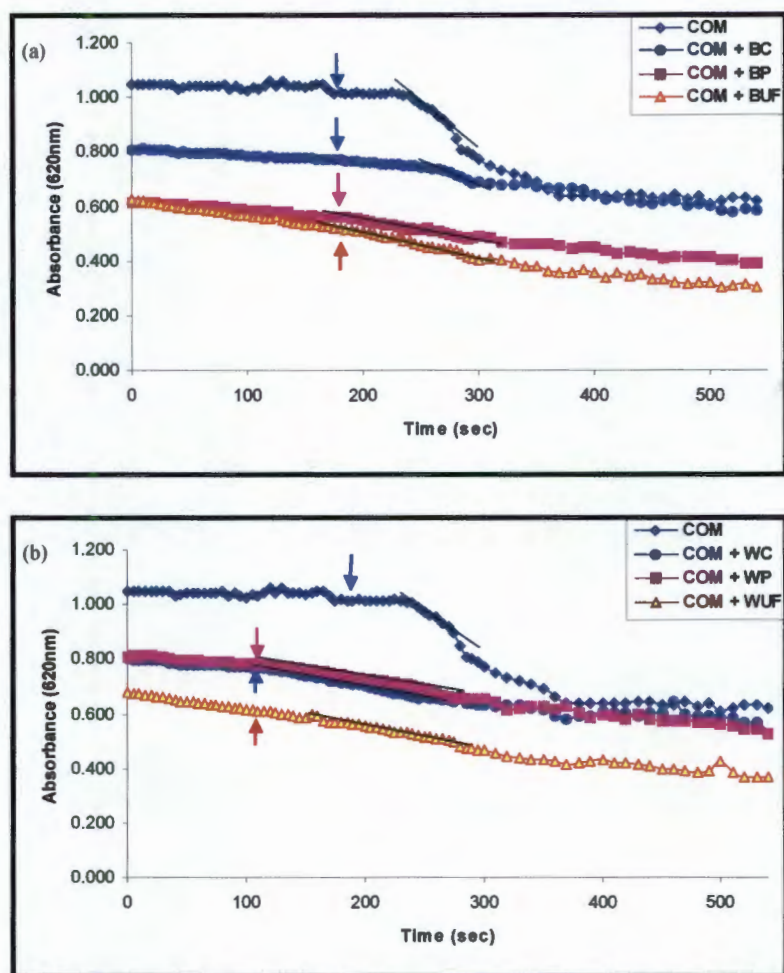 (a)
1.200
1.000
0.800
0.600
0.400
0.200
0.000
Absorbance (620nm)
0 100 200 300 400 500
Time (sec)
COM
COM + BC
COM + BP
COM + BUF
(b)
1.200
1.000
0.800
0.600
0.400
0.200
0.000
Absorbance (620nm)
0 100 200 300 400 500
Time (sec)
COM
COM + WC
COM + WP
COM + WUF